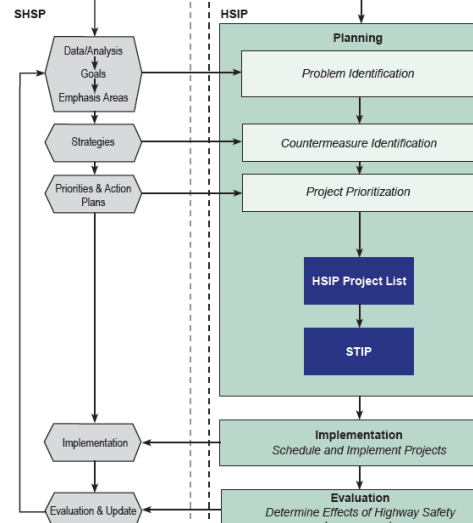 SHSP
Data/Analysis
Goals
Emphasis Areas
Strategies
Priorities & Action
Plans
Implementation
Evaluation & Update
HSIP
Planning
Problem Identification
Countermeasure Identification
Project Prioritization
HSIP Project List
STIP
Implementation
Schedule and Implement Projects
Evaluation
Determine Effects of Highway Safety